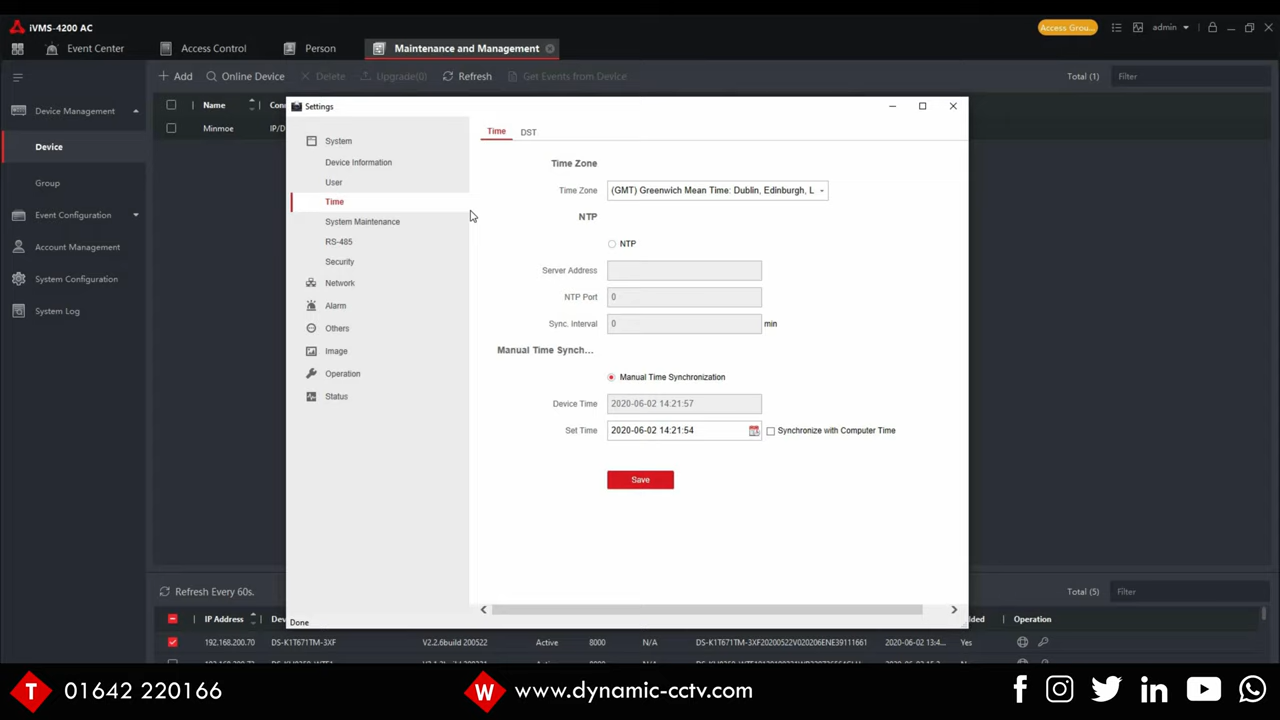 iVMS-4200 AC
Access Grou...
admin
Event Center
Access Control
Person
Maintenance and Management
Add
Online Device
Delete
Upgrade(0)
Refresh
Get Events from Device
Total (1)
Filter
Device Management
Device
Group
Event Configuration
Account Management
System Configuration
System Log
Name
Minmoe
IP/D
Settings
System
Device Information
User
Time
System Maintenance
RS-485
Security
Network
Alarm
Others
Image
Operation
Status
Time
DST
Time Zone
Time Zone (GMT) Greenwich Mean Time: Dublin, Edinburgh, L
NTP
NTP
Server Address
NTP Port 0
Sync. Interval 0 min
Manual Time Synch...
Manual Time Synchronization
Device Time 2020-06-02 14:21:57
Set Time 2020-06-02 14:21:54 Synchronize with Computer Time
Save
Done
Refresh Every 60s.
Total (5)
Filter
IP Address
Operation
192.168.200.70 DS-K1T671TM-3XF V2.2.6build 200522 Active 8000 N/A DS-K1T671TM-3XF20200522V020206ENE39111661 2020-06-02 13:4... Yes
T 01642 220166
W www.dynamic-cctv.com